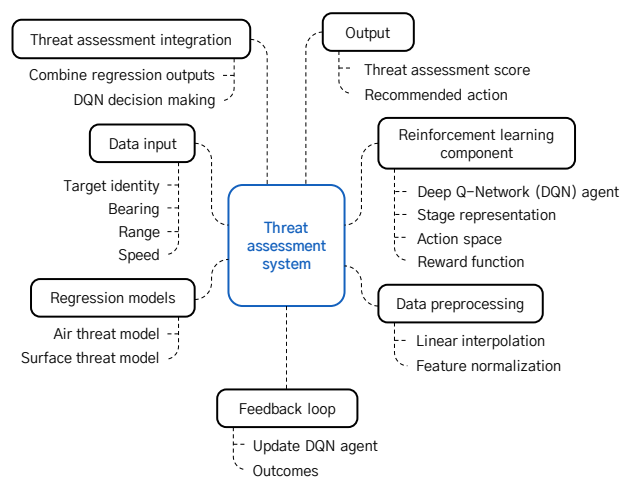 Threat assessment integration
Combine regression outputs
DQN decision making
Output
Threat assessment score
Recommended action
Data input
Target identity
Bearing
Range
Speed
Reinforcement learning
component
Deep Q-Network (DQN) agent
Stage representation
Action space
Reward function
Threat
assessment
system
Regression models
Air threat model
Surface threat model
Data preprocessing
Linear interpolation
Feature normalization
Feedback loop
Update DQN agent
Outcomes